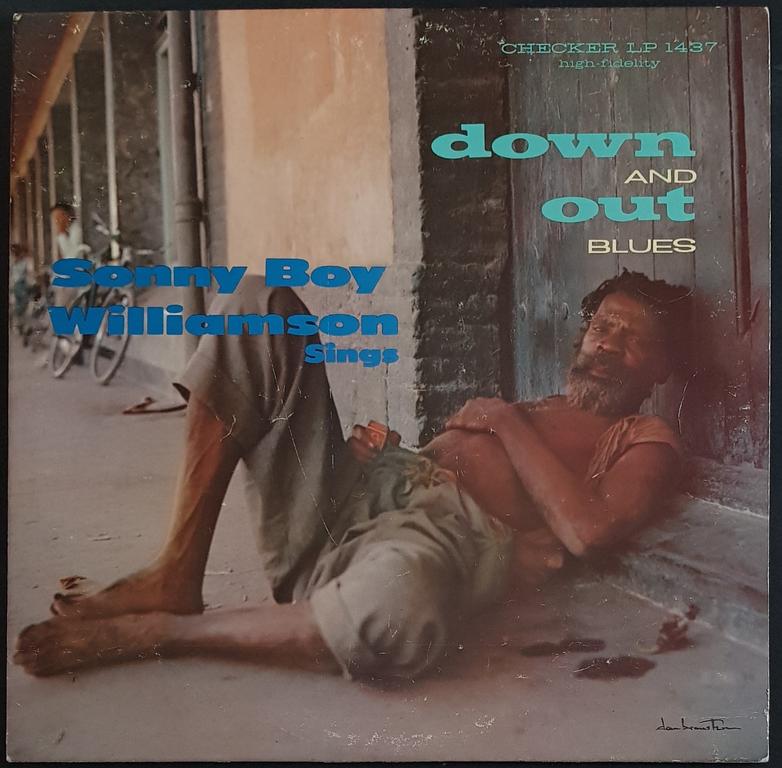 CHECKER LP 1437
high-fidelity
down
AND
out
BLUES
Sonny Boy
Williamson
Sings